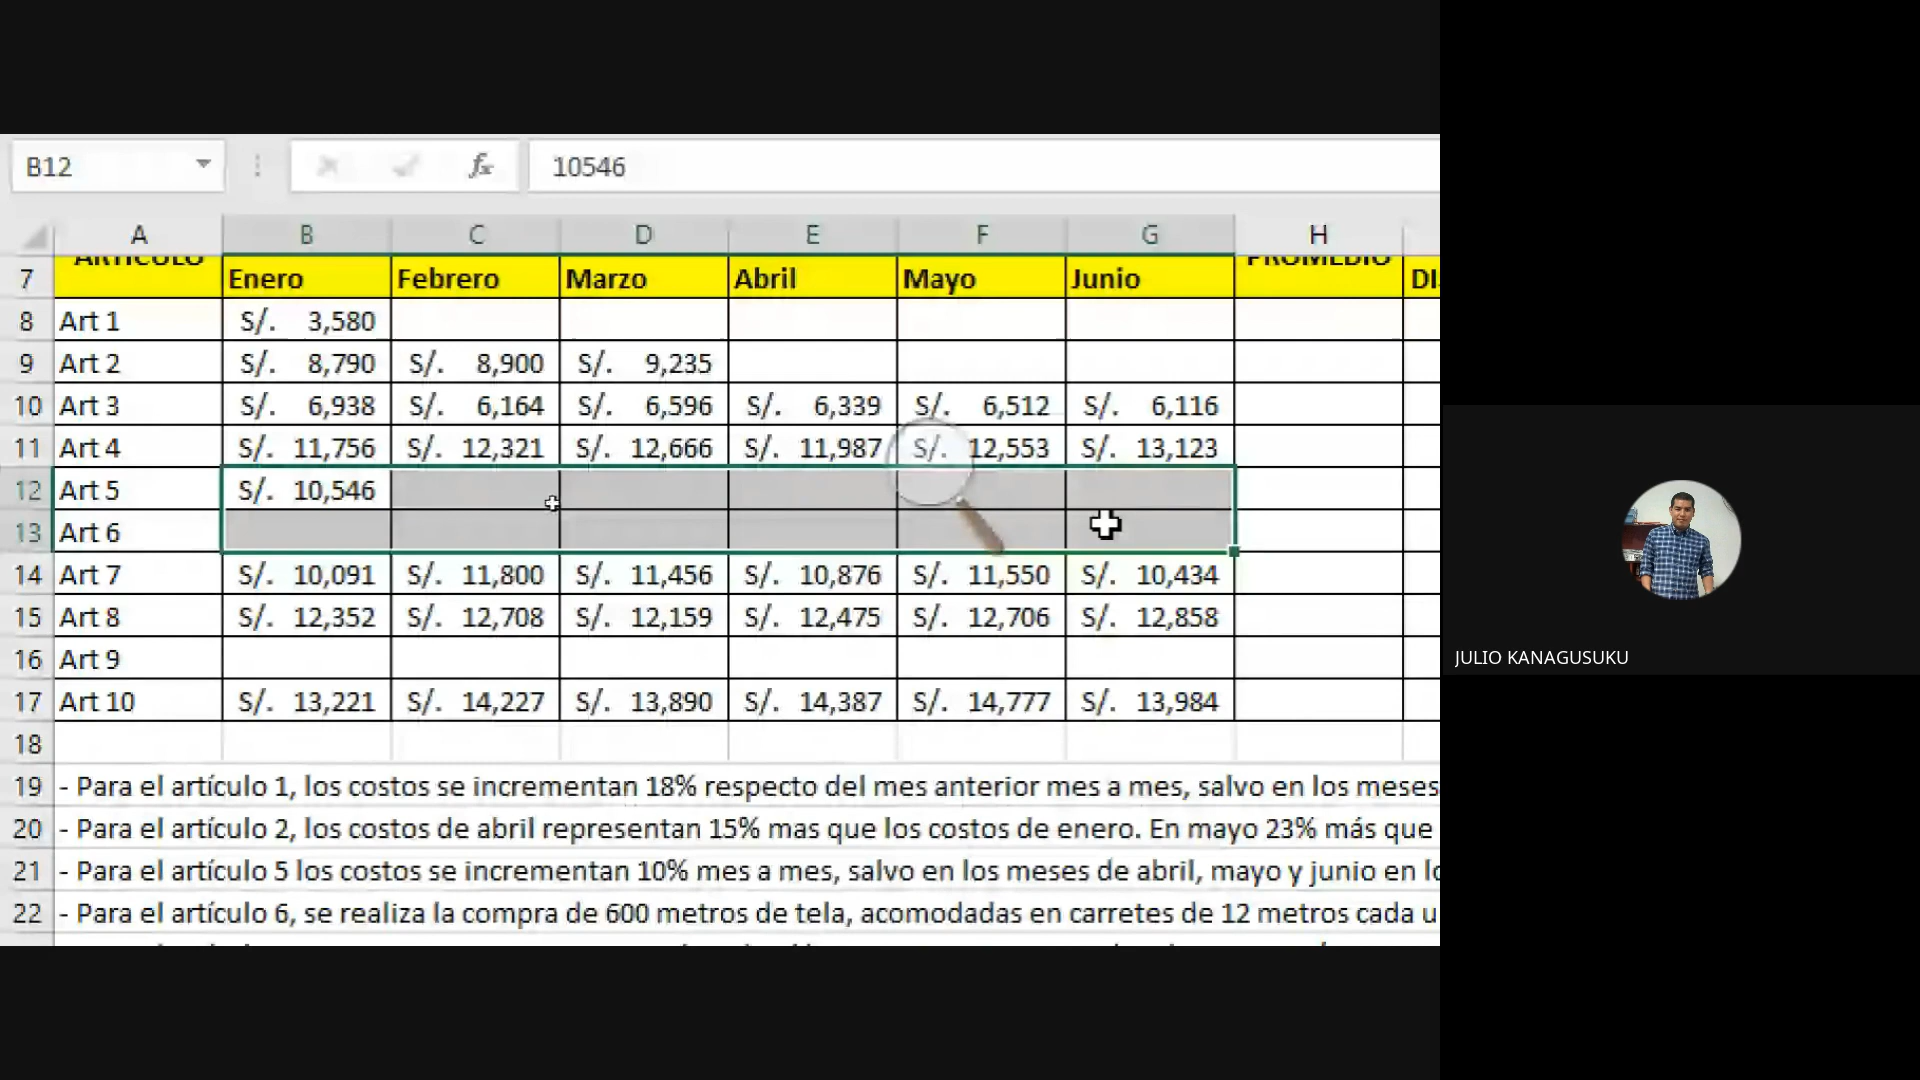 B12 fx 10546
A B C D E F G H
7 ARTICULO Enero Febrero Marzo Abril Mayo Junio PROMEDIO
8 Art 1 S/. 3,580
9 Art 2 S/. 8,790 S/. 8,900 S/. 9,235
10 Art 3 S/. 6,938 S/. 6,164 S/. 6,596 S/. 6,339 S/. 6,512 S/. 6,116
11 Art 4 S/. 11,756 S/. 12,321 S/. 12,666 S/. 11,987 S/. 12,553 S/. 13,123
12 Art 5 S/. 10,546
13 Art 6
14 Art 7 S/. 10,091 S/. 11,800 S/. 11,456 S/. 10,876 S/. 11,550 S/. 10,434
15 Art 8 S/. 12,352 S/. 12,708 S/. 12,159 S/. 12,475 S/. 12,706 S/. 12,858
16 Art 9
17 Art 10 S/. 13,221 S/. 14,227 S/. 13,890 S/. 14,387 S/. 14,777 S/. 13,984
18
19 - Para el artículo 1, los costos se incrementan 18% respecto del mes anterior mes a mes, salvo en los meses
20 - Para el artículo 2, los costos de abril representan 15% mas que los costos de enero. En mayo 23% más que
21 - Para el artículo 5 los costos se incrementan 10% mes a mes, salvo en los meses de abril, mayo y junio en
22 - Para el artículo 6, se realiza la compra de 600 metros de tela, acomodadas en carretes de 12 metros cada
JULIO KANAGUSUKU